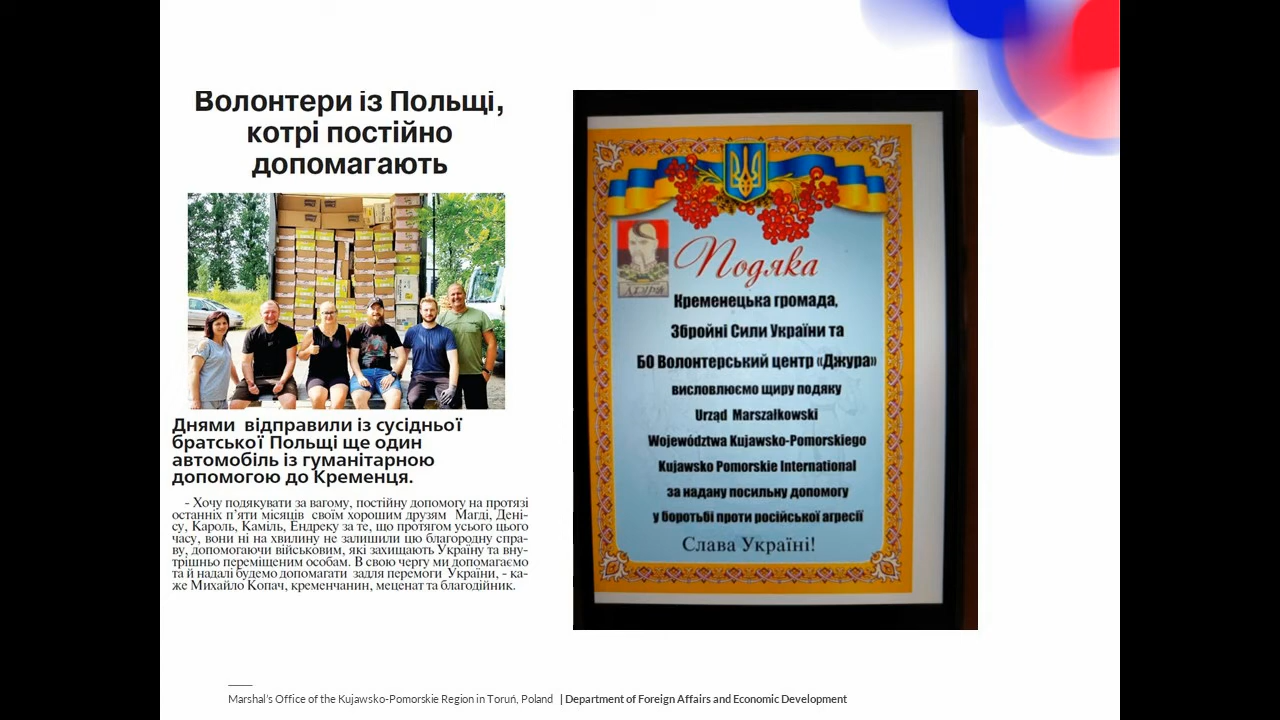 Волонтери із Польщі,
котрі постійно
допомагають
Днями відправили із сусідньої
братської Польщі ще один
автомобіль із гуманітарною
допомогою до Кременця.
- Хочу подякувати за вагому, постійну допомогу на протязі
останніх п’яти місяців своїм хорошим друзям Магді, Дені-
су, Кароль, Каміль, Ендреку за те, що протягом усього цього
часу, вони ні на хвилину не залишили цю благородну спра-
ву, допомогаючи військовим, які захищають Україну та вну-
трішньо переміщеним особам. В свою чергу ми допомагаємо
та й надалі будемо допомагати задля перемоги України, - ка-
же Михайло Копач, кременчанин, меценат та благодійник.
Подяка
Кременецька громада,
Збройні Сили України та
БО Волонтерський центр «Джура»
висловлюємо щиру подяку
Urząd Marszałkowski
Województwa Kujawsko-Pomorskiego
Kujawsko Pomorskie International
за надану посильну допомогу
у боротьбі проти російської агресії
Слава Україні!
Marshal's Office of the Kujawsko-Pomorskie Region in Toruń, Poland | Department of Foreign Affairs and Economic Development